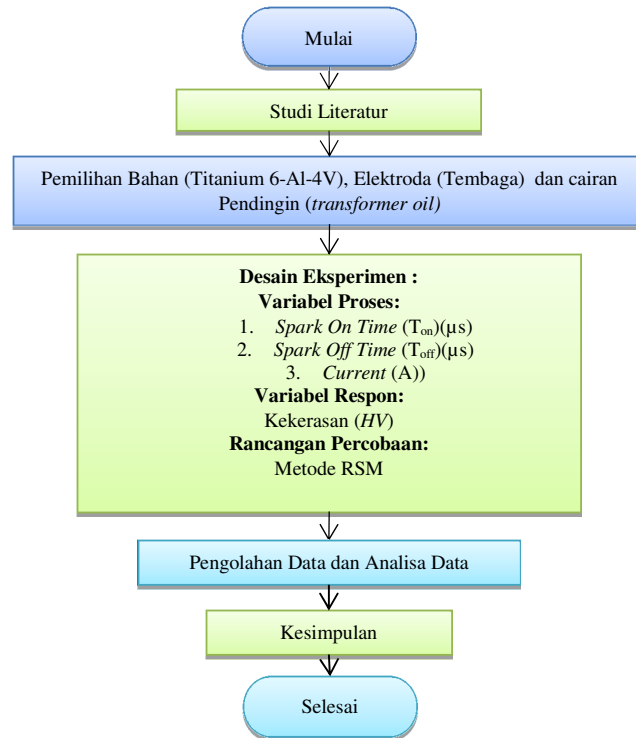 Mulai
Studi Literatur
Pemilihan Bahan (Titanium 6-Al-4V), Elektroda (Tembaga) dan cairan
Pendingin (transformer oil)
Desain Eksperimen :
Variabel Proses:
1. Spark On Time (Ton)(µs)
2. Spark Off Time (Toff)(µs)
3. Current (A))
Variabel Respon:
Kekerasan (HV)
Rancangan Percobaan:
Metode RSM
Pengolahan Data dan Analisa Data
Kesimpulan
Selesai